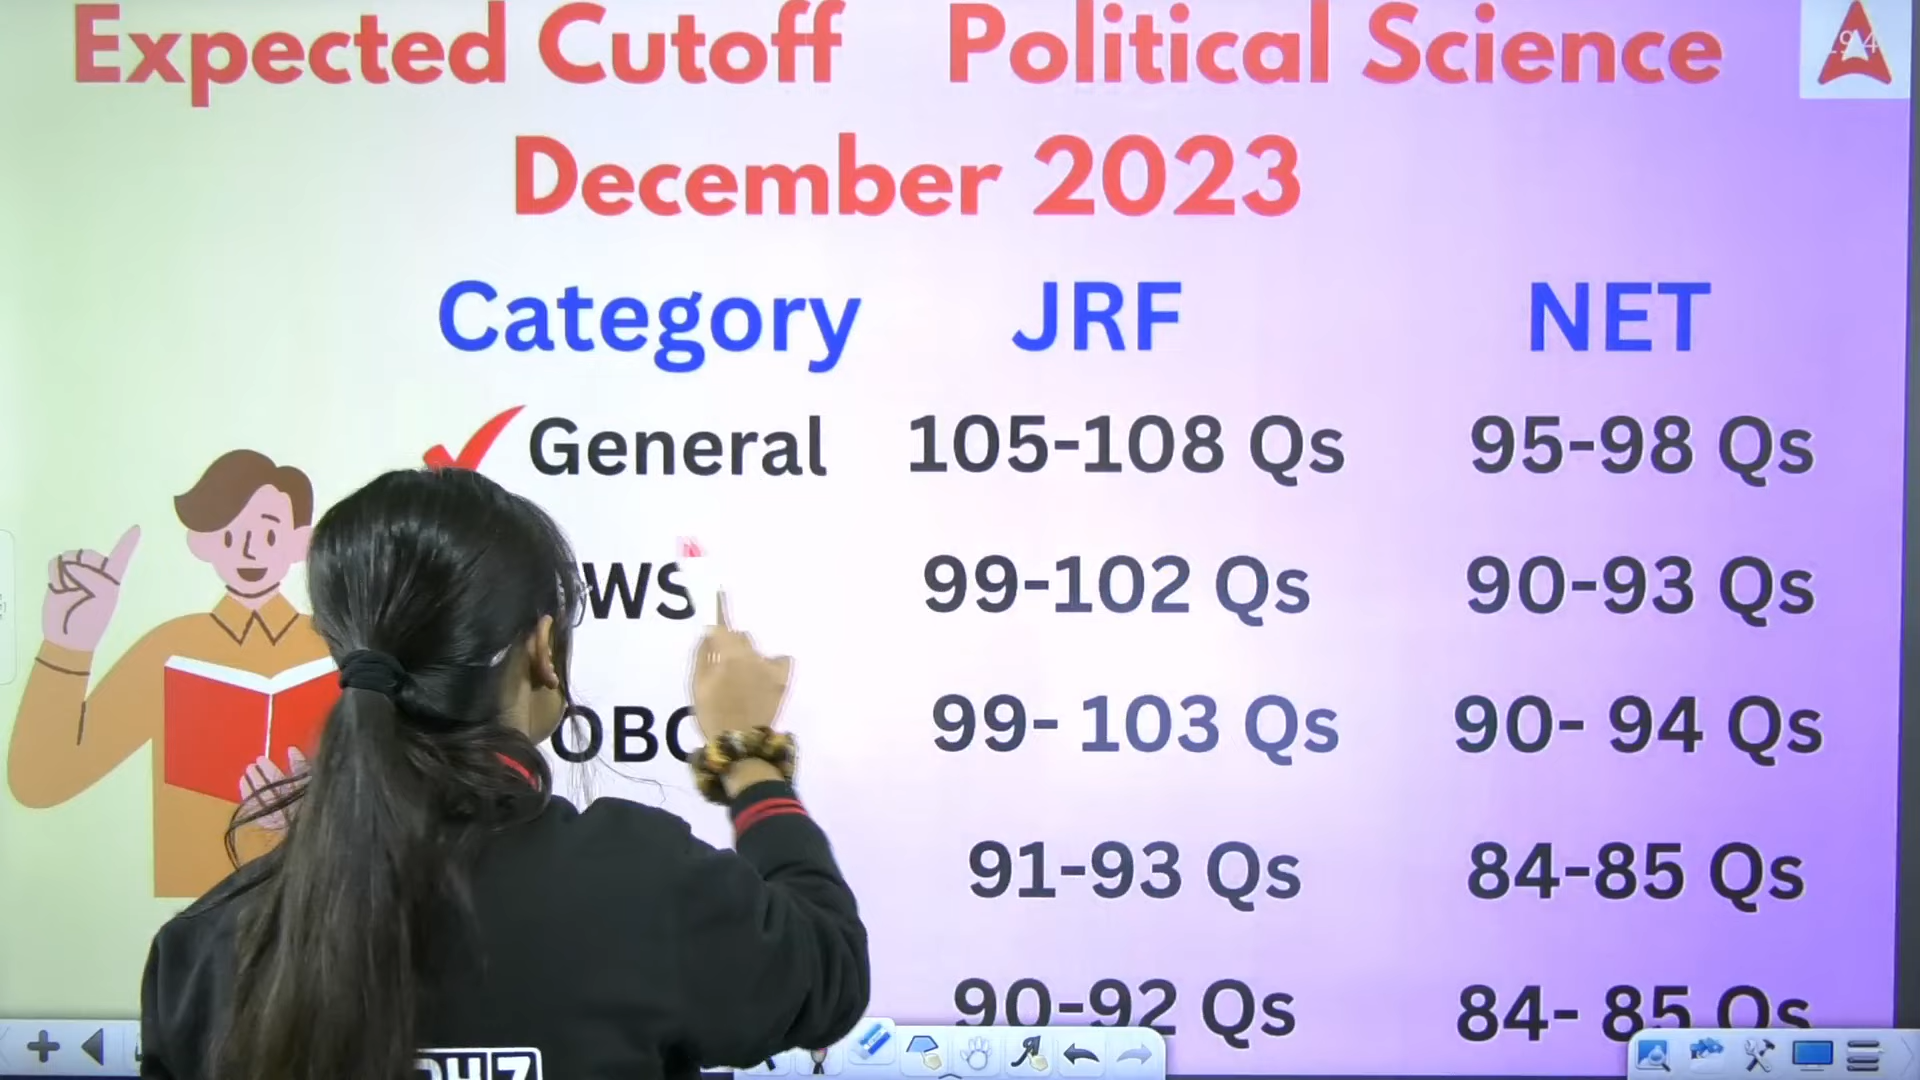 Expected Cutoff Political Science
December 2023
Category JRF NET
General 105-108 Qs 95-98 Qs
WS 99-102 Qs 90-93 Qs
OBC 99- 103 Qs 90- 94 Qs
91-93 Qs 84-85 Qs
90-92 Qs 84- 85 Qs